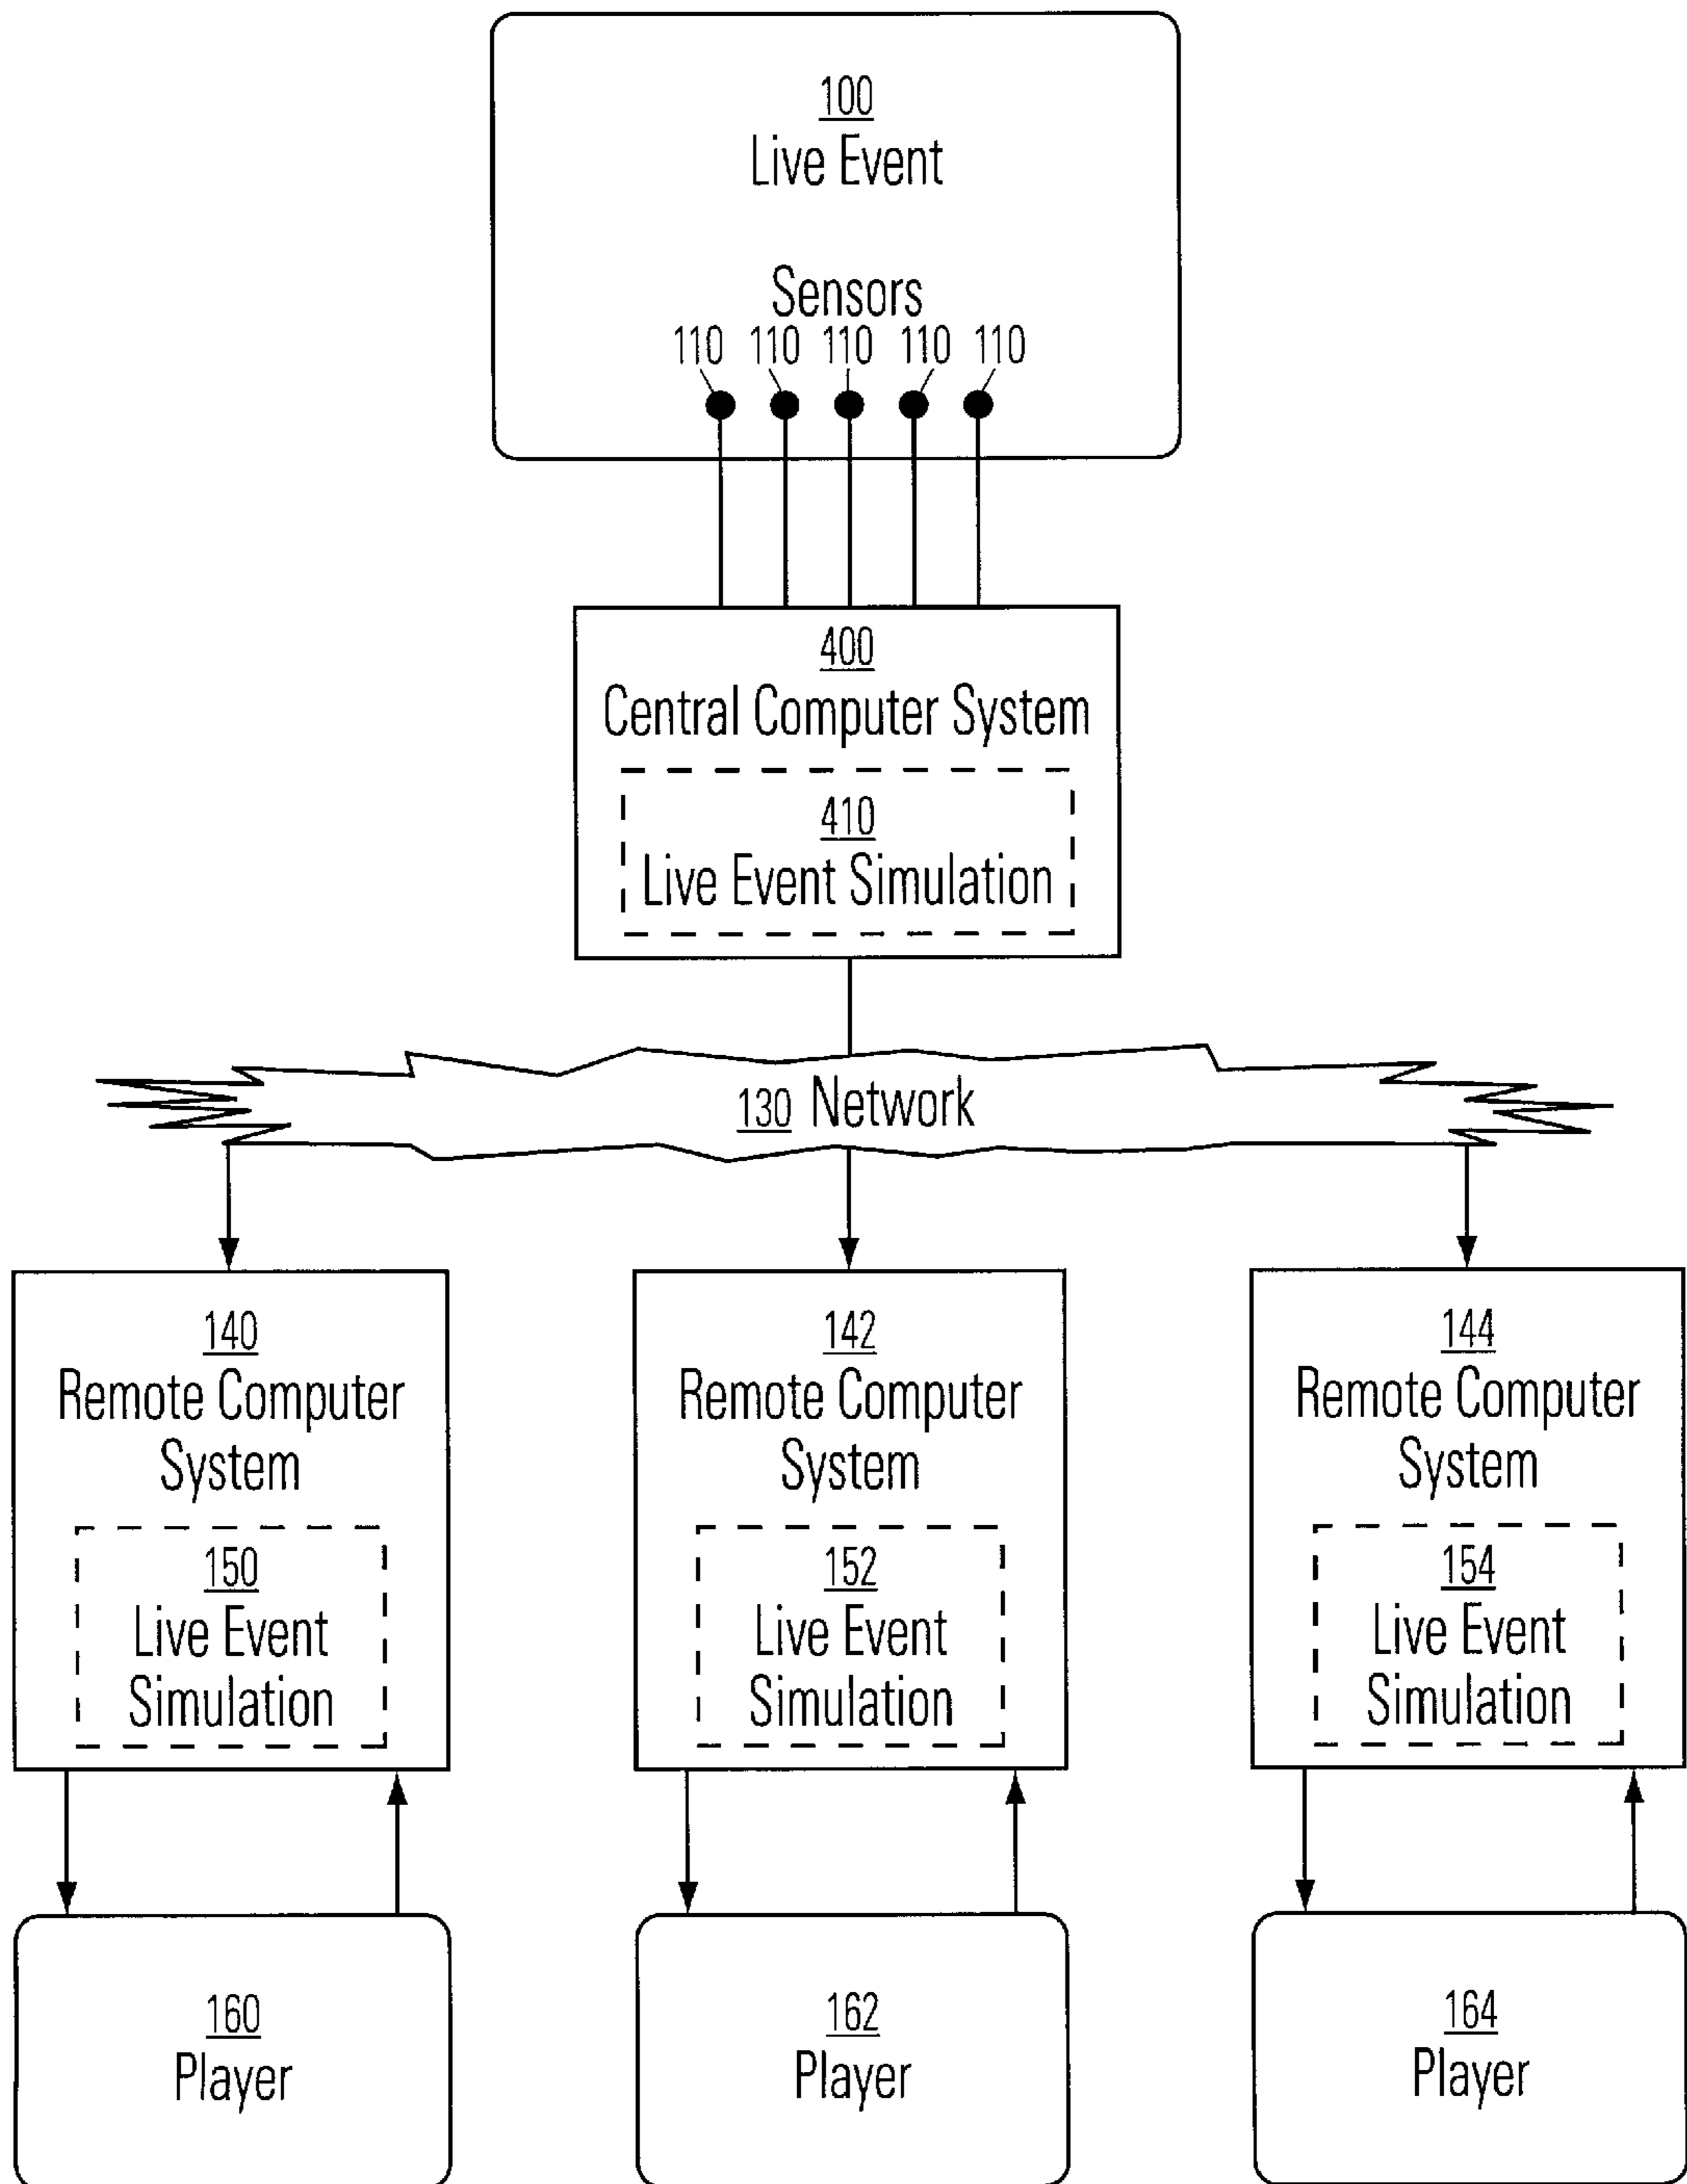 100
Live Event
Sensors
110 110 110 110 110
400
Central Computer System
410
Live Event Simulation
130 Network
140
Remote Computer
System
150
Live Event
Simulation
142
Remote Computer
System
152
Live Event
Simulation
144
Remote Computer
System
154
Live Event
Simulation
160
Player
162
Player
164
Player